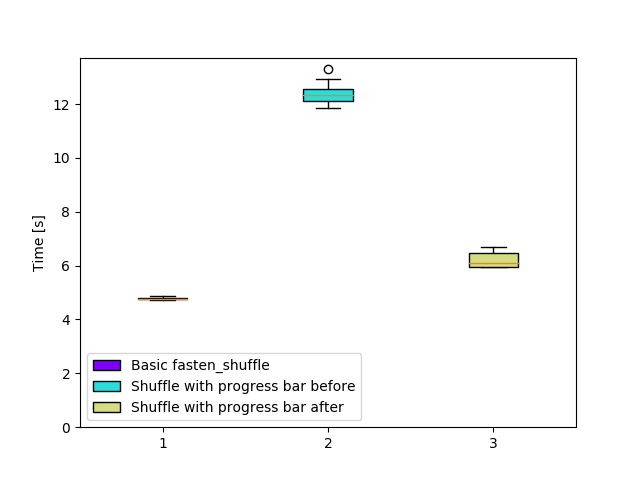 12
10
8
6
4
2
0
Time [s]
Basic fasten_shuffle
Shuffle with progress bar before
Shuffle with progress bar after
1 2 3